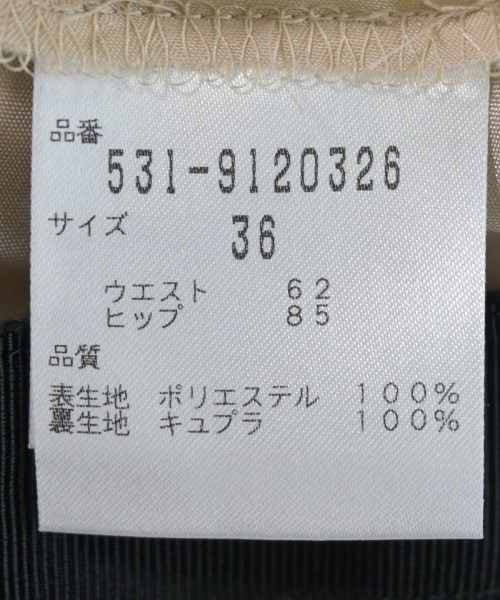 品番
531-9120326
サイズ 36
ウエスト 62
ヒップ 85
品質
表生地 ポリエステル 100%
裏生地 キュプラ 100%